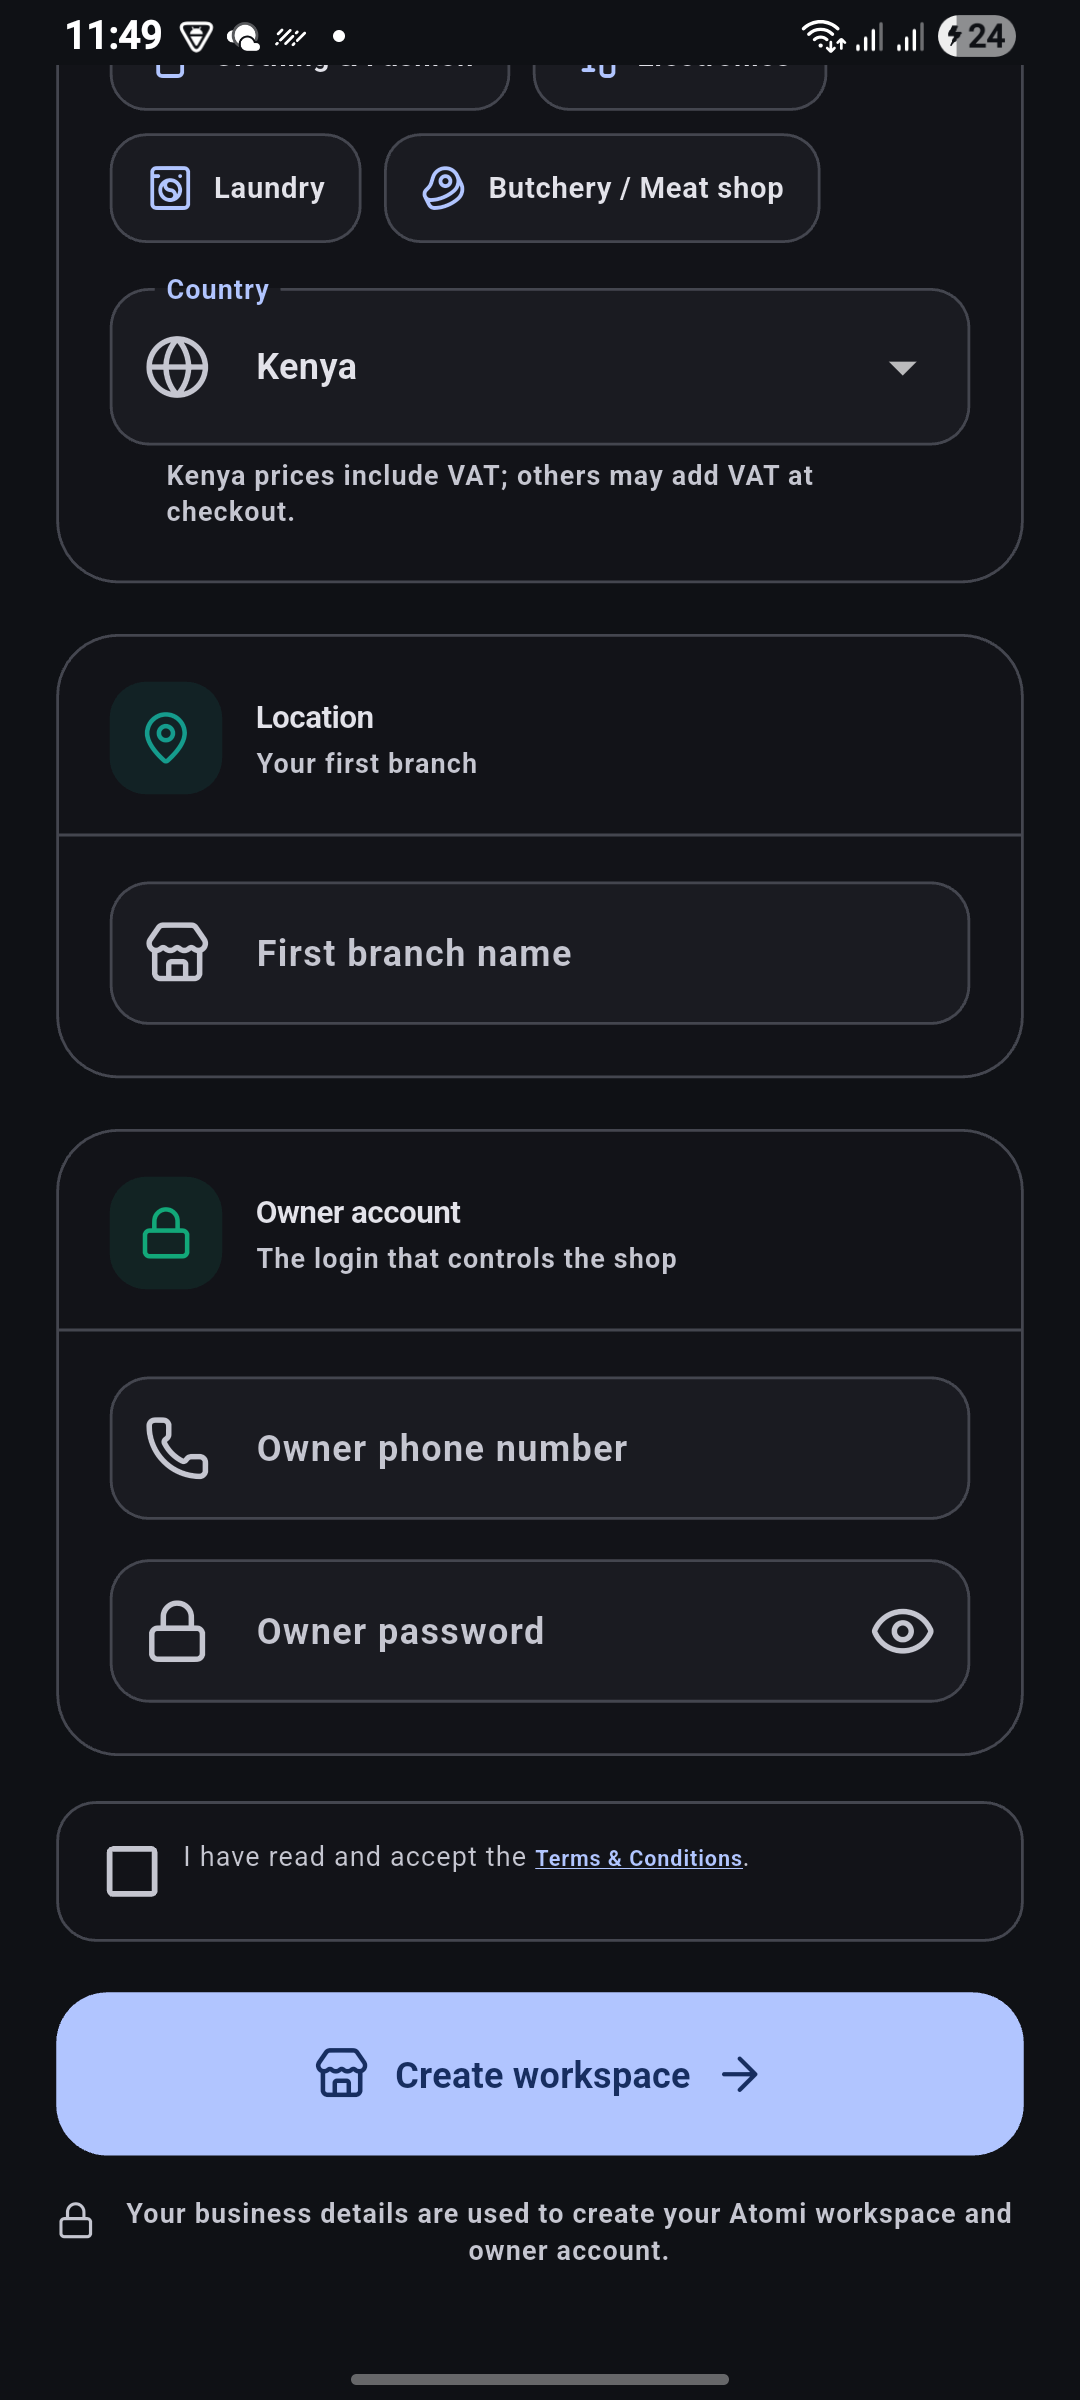 11:49
24
Clothing & Fashion
Electronics
Laundry
Butchery / Meat shop
Country
Kenya
Kenya prices include VAT; others may add VAT at
checkout.
Location
Your first branch
First branch name
Owner account
The login that controls the shop
Owner phone number
Owner password
I have read and accept the Terms & Conditions.
Create workspace
Your business details are used to create your Atomi workspace and
owner account.